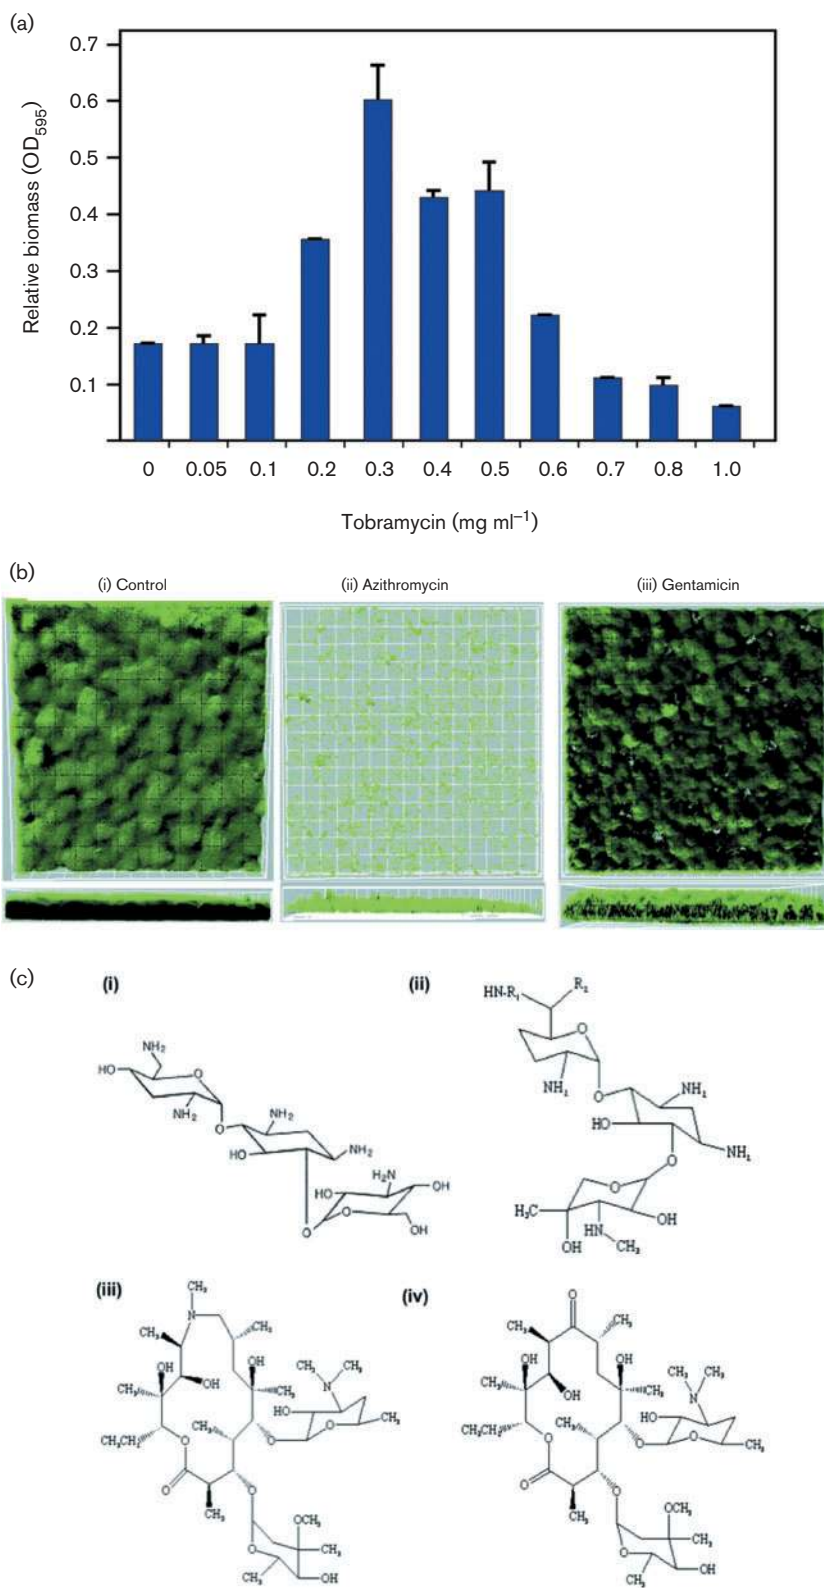 (a)
0.7
0.6
0.5
0.4
0.3
0.2
0.1
Relative biomass (OD595)
0 0.05 0.1 0.2 0.3 0.4 0.5 0.6 0.7 0.8 1.0
Tobramycin (mg ml–1)
(b)
(i) Control (ii) Azithromycin (iii) Gentamicin
(c)
(i)
NH2
HO
O
NH2
O
NH2
HO
NH2
H2N
HO
OH
O
OH
O
(ii)
HN-R1
R2
O
NH2
O
NH2
HO
NH2
O
O
H3C
OH
HN
CH3
OH
(iii)
CH3
N
CH3
CH3
OH
OH
OH
CH3
CH3
CH3
CH3
N
HO
CH3
CH3CH2
O
O
O
CH3
O
CH3
O
OCH3
O
CH3
CH3
OH
(iv)
O
CH3
CH3
OH
OH
OH
CH3
CH3
CH3
CH3
N
HO
CH3
CH3CH2
O
O
O
CH3
O
CH3
O
OCH3
O
CH3
CH3
OH